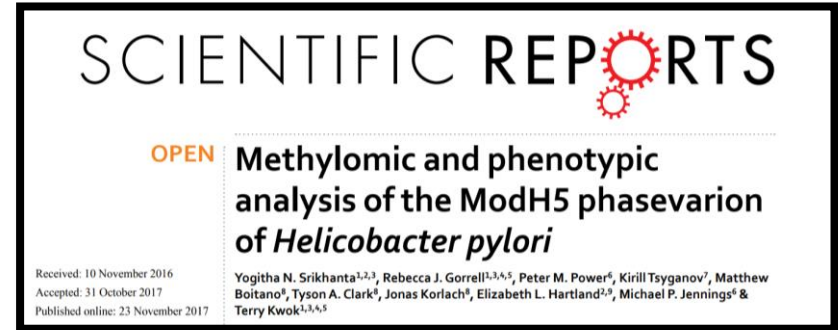 SCIENTIFIC REPORTS
OPEN
Methylomic and phenotypic
analysis of the ModH5 phasevarion
of Helicobacter pylori
Received: 10 November 2016
Accepted: 31 October 2017
Published online: 23 November 2017
Yogitha N. Srikhanta1,2,3, Rebecca J. Gorrell1,3,4,5, Peter M. Power6, Kirill Tsyganov7, Matthew
Boitano8, Tyson A. Clark8, Jonas Korlach8, Elizabeth L. Hartland2,9, Michael P. Jennings6 &
Terry Kwok1,3,4,5